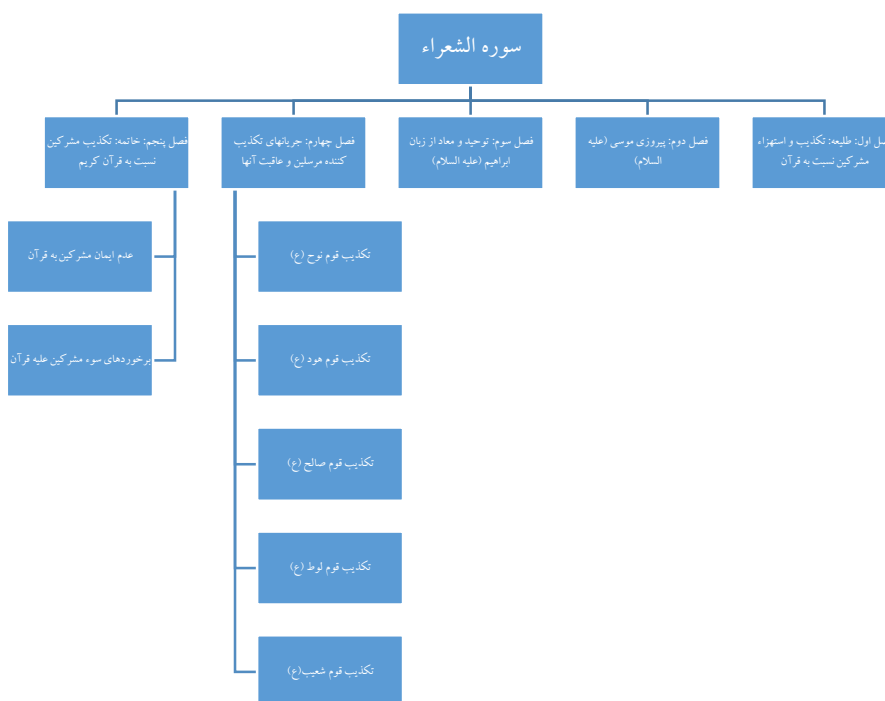 سوره الشعراء
صل اول: طلیعه: تکذیب و استهزاء
مشرکین نسبت به قرآن
فصل دوم: پیروزی موسی (علیه
السلام)
فصل سوم: توحید و معاد از زبان
ابراهیم (علیه السلام)
فصل چهارم: جریانهای تکذیب
کننده مرسلین و عاقبت آنها
تکذیب قوم نوح (ع)
تکذیب قوم هود (ع)
تکذیب قوم صالح (ع)
تکذیب قوم لوط (ع)
تکذیب قوم شعیب(ع)
فصل پنجم: خاتمه: تکذیب مشرکین
نسبت به قرآن کریم
عدم ایمان مشرکین به قرآن
برخوردهای سوء مشرکین علیه قرآن